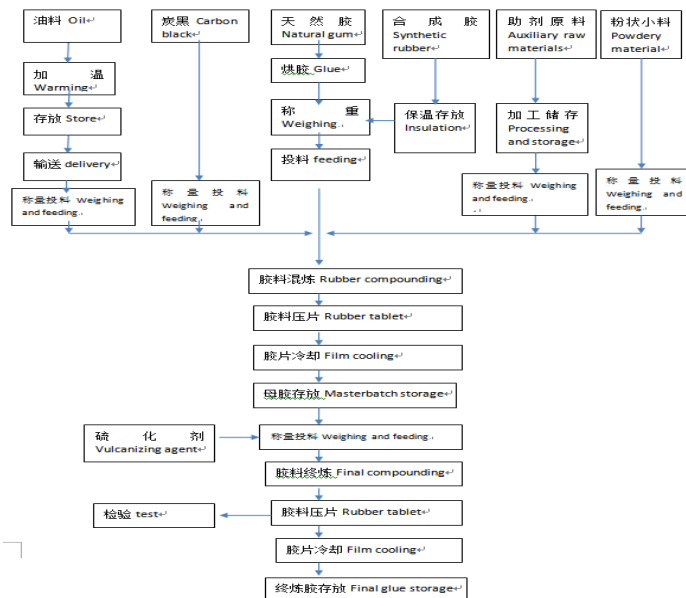 油料 Oil
炭黑 Carbon
black
天然胶
Natural gum
合成胶
Synthetic
rubber
助剂原料
Auxiliary raw
materials
粉状小料
Powdery
material
加温
Warming
烘胶 Glue
存放 Store
称重
Weighing
保温存放
Insulation
加工储存
Processing
and storage
输送 delivery
投料 feeding
称量投料 Weighing
and feeding
称量投料
Weighing and
feeding
称量投料 Weighing
and feeding
称量投料
Weighing and
feeding
胶料混炼 Rubber compounding
胶料压片 Rubber tablet
胶片冷却 Film cooling
母胶存放 Masterbatch storage
硫化剂
Vulcanizing agent
称量投料 Weighing and feeding
胶料终炼 Final compounding
检验 test
胶料压片 Rubber tablet
胶片冷却 Film cooling
终炼胶存放 Final glue storage